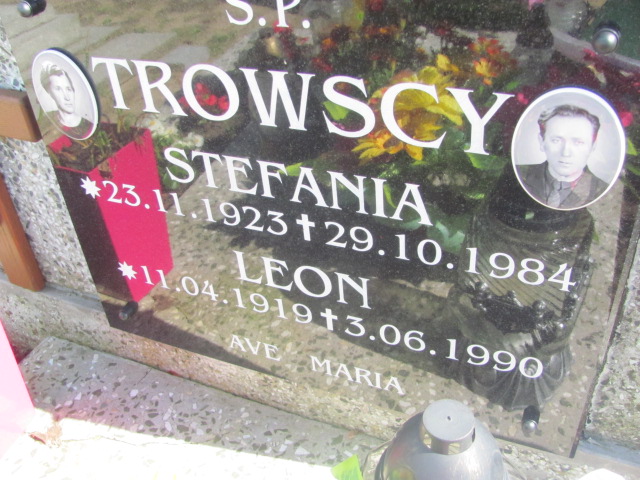 Ś.P.
TROWSCY
STEFANIA
*23.11.1923 †29.10.1984
LEON
*11.04.1919 †3.06.1990
AVE MARIA